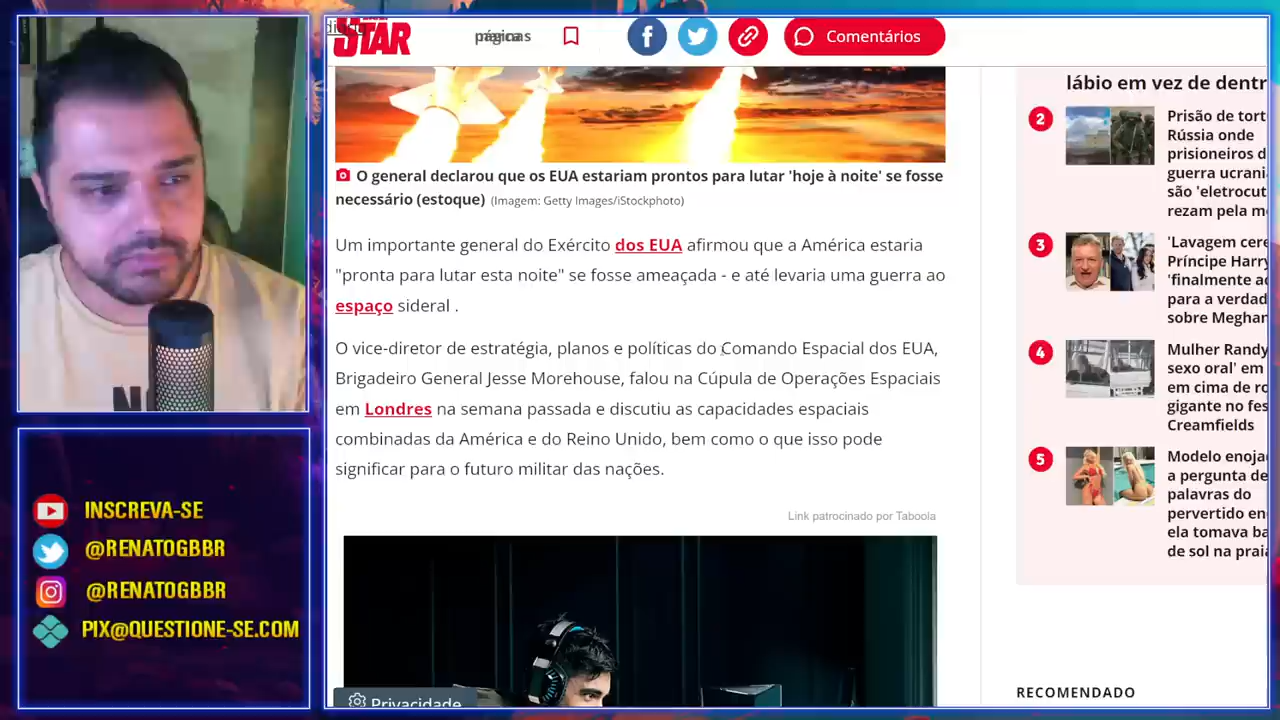 STAR
Comentários
O general declarou que os EUA estariam prontos para lutar 'hoje à noite' se fosse
necessário (estoque) (Imagem: Getty Images/iStockphoto)
Um importante general do Exército dos EUA afirmou que a América estaria
"pronta para lutar esta noite" se fosse ameaçada - e até levaria uma guerra ao
espaço sideral .
O vice-diretor de estratégia, planos e políticas do Comando Espacial dos EUA,
Brigadeiro General Jesse Morehouse, falou na Cúpula de Operações Espaciais
em Londres na semana passada e discutiu as capacidades espaciais
combinadas da América e do Reino Unido, bem como o que isso pode
significar para o futuro militar das nações.
Link patrocinado por Taboola
Privacidade
lábio em vez de dentr
2
Prisão de tort
Rússia onde
prisioneiros d
guerra ucrani
são 'eletrocut
rezam pela m
3
'Lavagem cere
Príncipe Harry
'finalmente ac
para a verdad
sobre Meghan
4
Mulher Randy
sexo oral' em
em cima de ro
gigante no fes
Creamfields
5
Modelo enoja
a pergunta de
palavras do
pervertido en
ela tomava ba
de sol na praia
RECOMENDADO
INSCREVA-SE
@RENATOGBBR
@RENATOGBBR
PIX@QUESTIONE-SE.COM